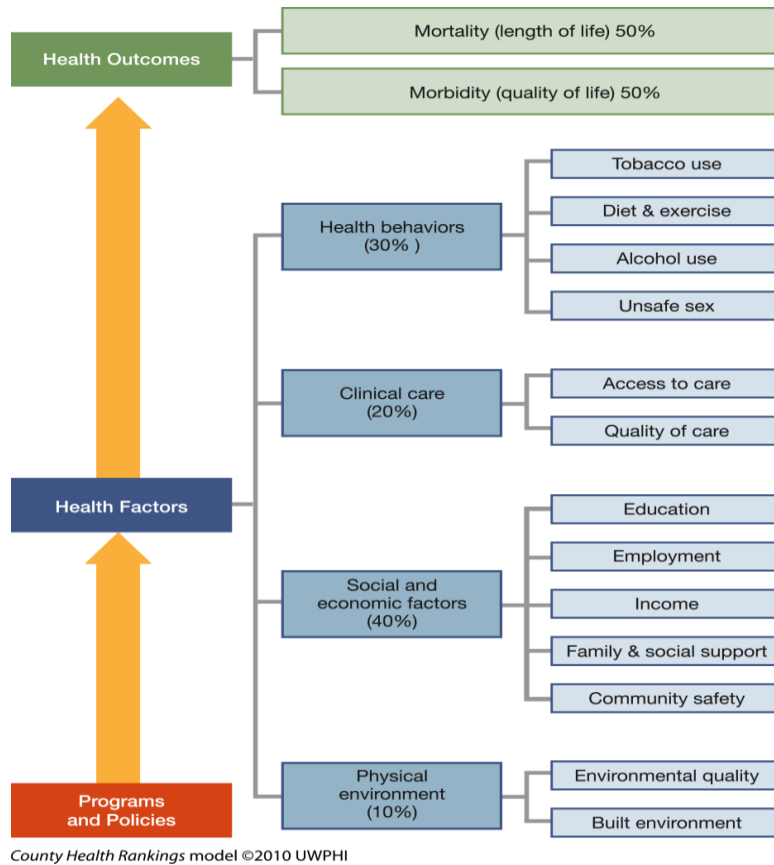 Health Outcomes
Mortality (length of life) 50%
Morbidity (quality of life) 50%
Health behaviors
(30% )
Tobacco use
Diet & exercise
Alcohol use
Unsafe sex
Clinical care
(20%)
Access to care
Quality of care
Health Factors
Social and
economic factors
(40%)
Education
Employment
Income
Family & social support
Community safety
Physical
environment
(10%)
Environmental quality
Built environment
Programs
and Policies
County Health Rankings model ©2010 UWPHI